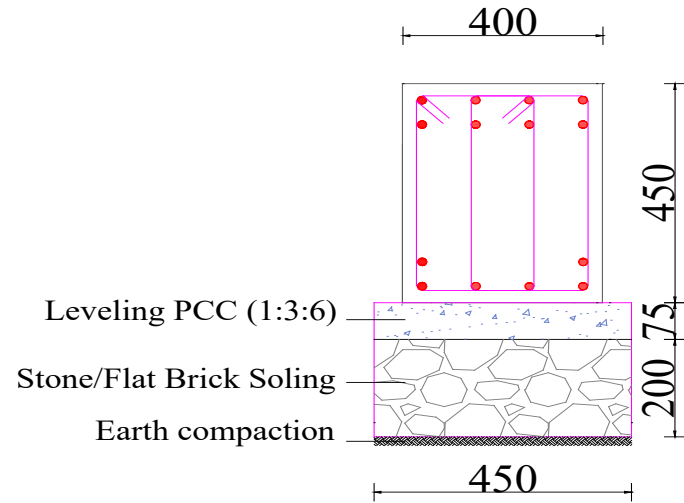 400
450
Leveling PCC (1:3:6)
75
Stone/Flat Brick Soling
200
Earth compaction
450